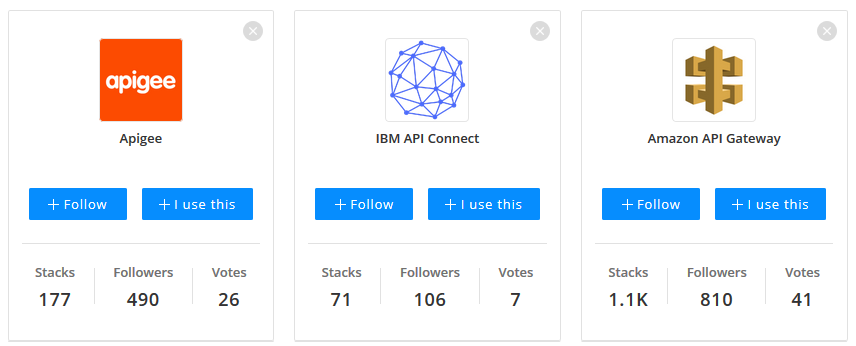 apigee
Apigee
+ Follow
+ I use this
Stacks Followers Votes
177 490 26
IBM API Connect
+ Follow
+ I use this
Stacks Followers Votes
71 106 7
Amazon API Gateway
+ Follow
+ I use this
Stacks Followers Votes
1.1K 810 41